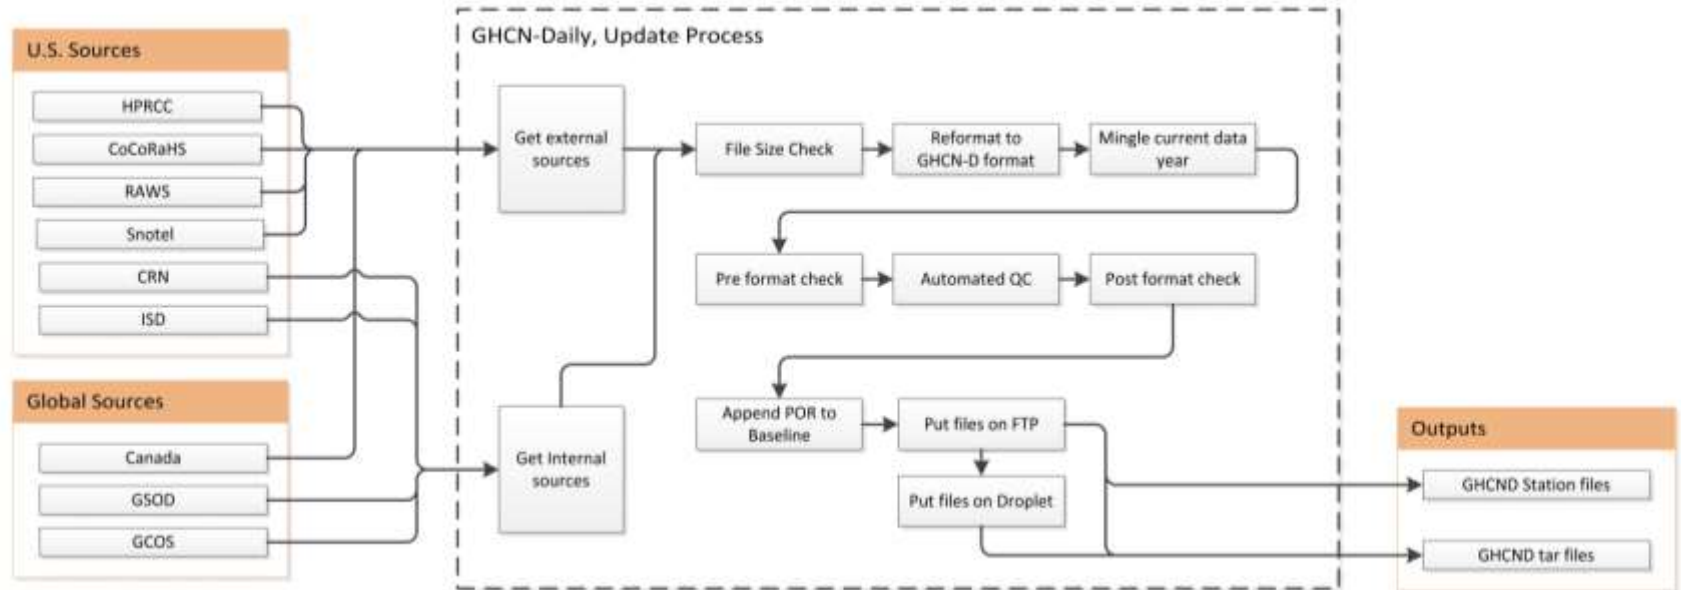 U.S. Sources
HPRCC
CoCoRaHS
RAWS
Snotel
CRN
ISD
Global Sources
Canada
GSOD
GCOS
GHCN-Daily, Update Process
Get external
sources
Get Internal
sources
File Size Check
Reformat to
GHCN-D format
Mingle current data
year
Pre format check
Automated QC
Post format check
Append POR to
Baseline
Put files on FTP
Put files on Droplet
Outputs
GHCND Station files
GHCND tar files